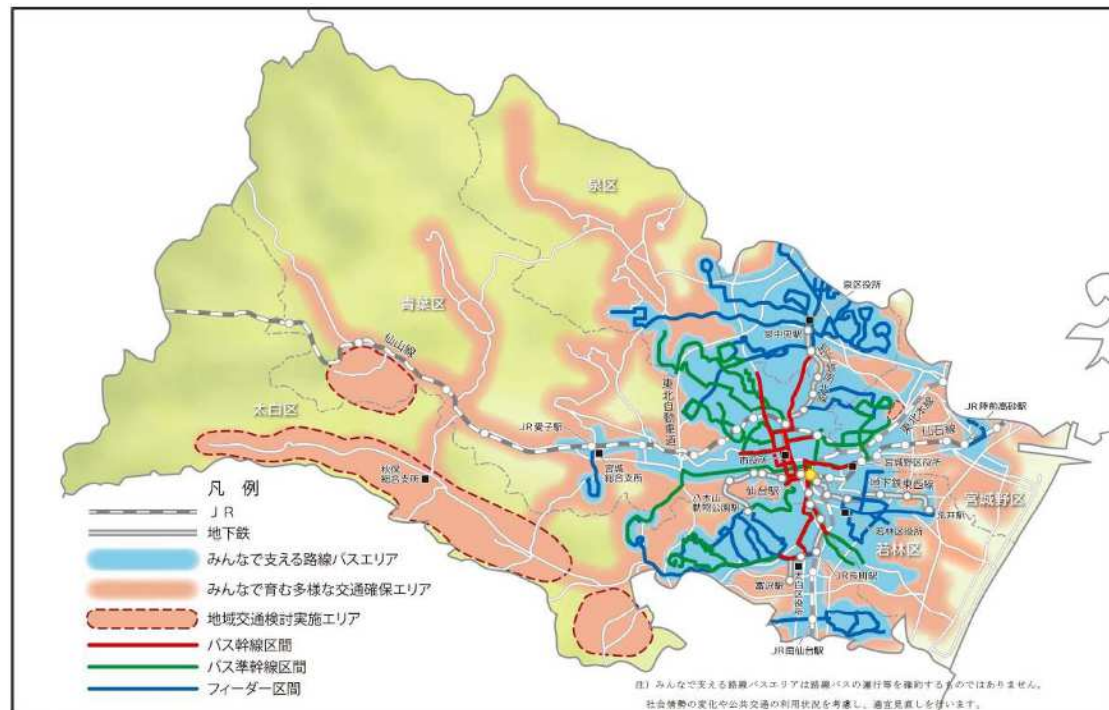 泉区
泉区役所
青葉区
泉中央駅
仙山線
太白区
東北自動車道
東北本線
JR陸前高砂駅
仙石線
JR愛子駅
市役所
宮城野区役所
秋保
総合支所
宮城
総合支所
仙台駅
地下鉄東西線
宮城野区
八木山
動物公園駅
荒井駅
若林区役所
若林区
富沢駅
太白区役所
JR長町駅
JR南仙台駅
凡 例
JR
地下鉄
みんなで支える路線バスエリア
みんなで育む多様な交通確保エリア
地域交通検討実施エリア
バス幹線区間
バス準幹線区間
フィーダー区間
注）みんなで支える路線バスエリアは路線バスの運行等を確約するものではありません。
社会情勢の変化や公共交通の利用状況を考慮し、適宜見直しを行います。